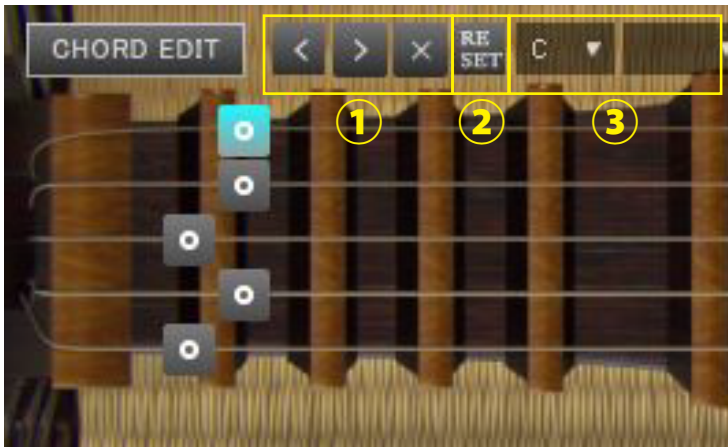 CHORD EDIT < > × RE SET C ▼
① ② ③